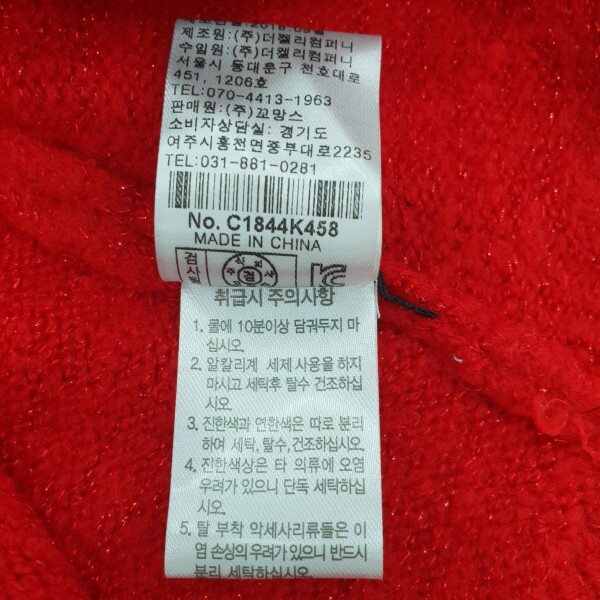 제조원:(주)더캘리컴퍼니
수입원:(주)더캘리컴퍼니
서울시 동대문구 천호대로
451, 1206호
TEL:070-4413-1963
판매원:(주)꼬망스
소비자상담실: 경기도
여주시흥천면중부대로2235
TEL:031-881-0281
No. C1844K458
MADE IN CHINA
검사
취급시 주의사항
1. 물에 10분이상 담궈두지 마
십시오.
2. 알칼리게 세제 사용을 하지
마시고 세탁후 탈수 건조하십
시오.
3. 진한색과 연한색은 따로 분리
하여 세탁, 탈수,건조하십시오.
4. 진한색상은 타 의류에 오염
우려가 있으니 단독 세탁하십
시오.
5. 탈 부착 악세사리류들은 이
염 손상의 우려가 있으니 반드시
분리 세탁하십시오.